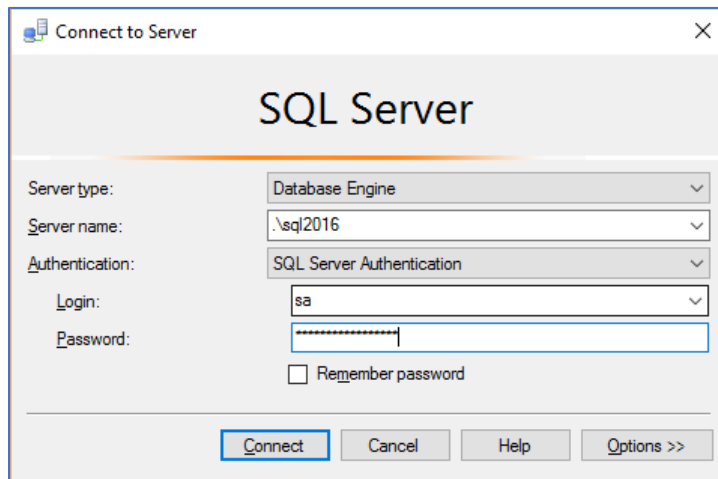 Connect to Server
SQL Server
Server type: Database Engine
Server name: .\sql2016
Authentication: SQL Server Authentication
Login: sa
Password: ******************
Remember password
Connect Cancel Help Options >>